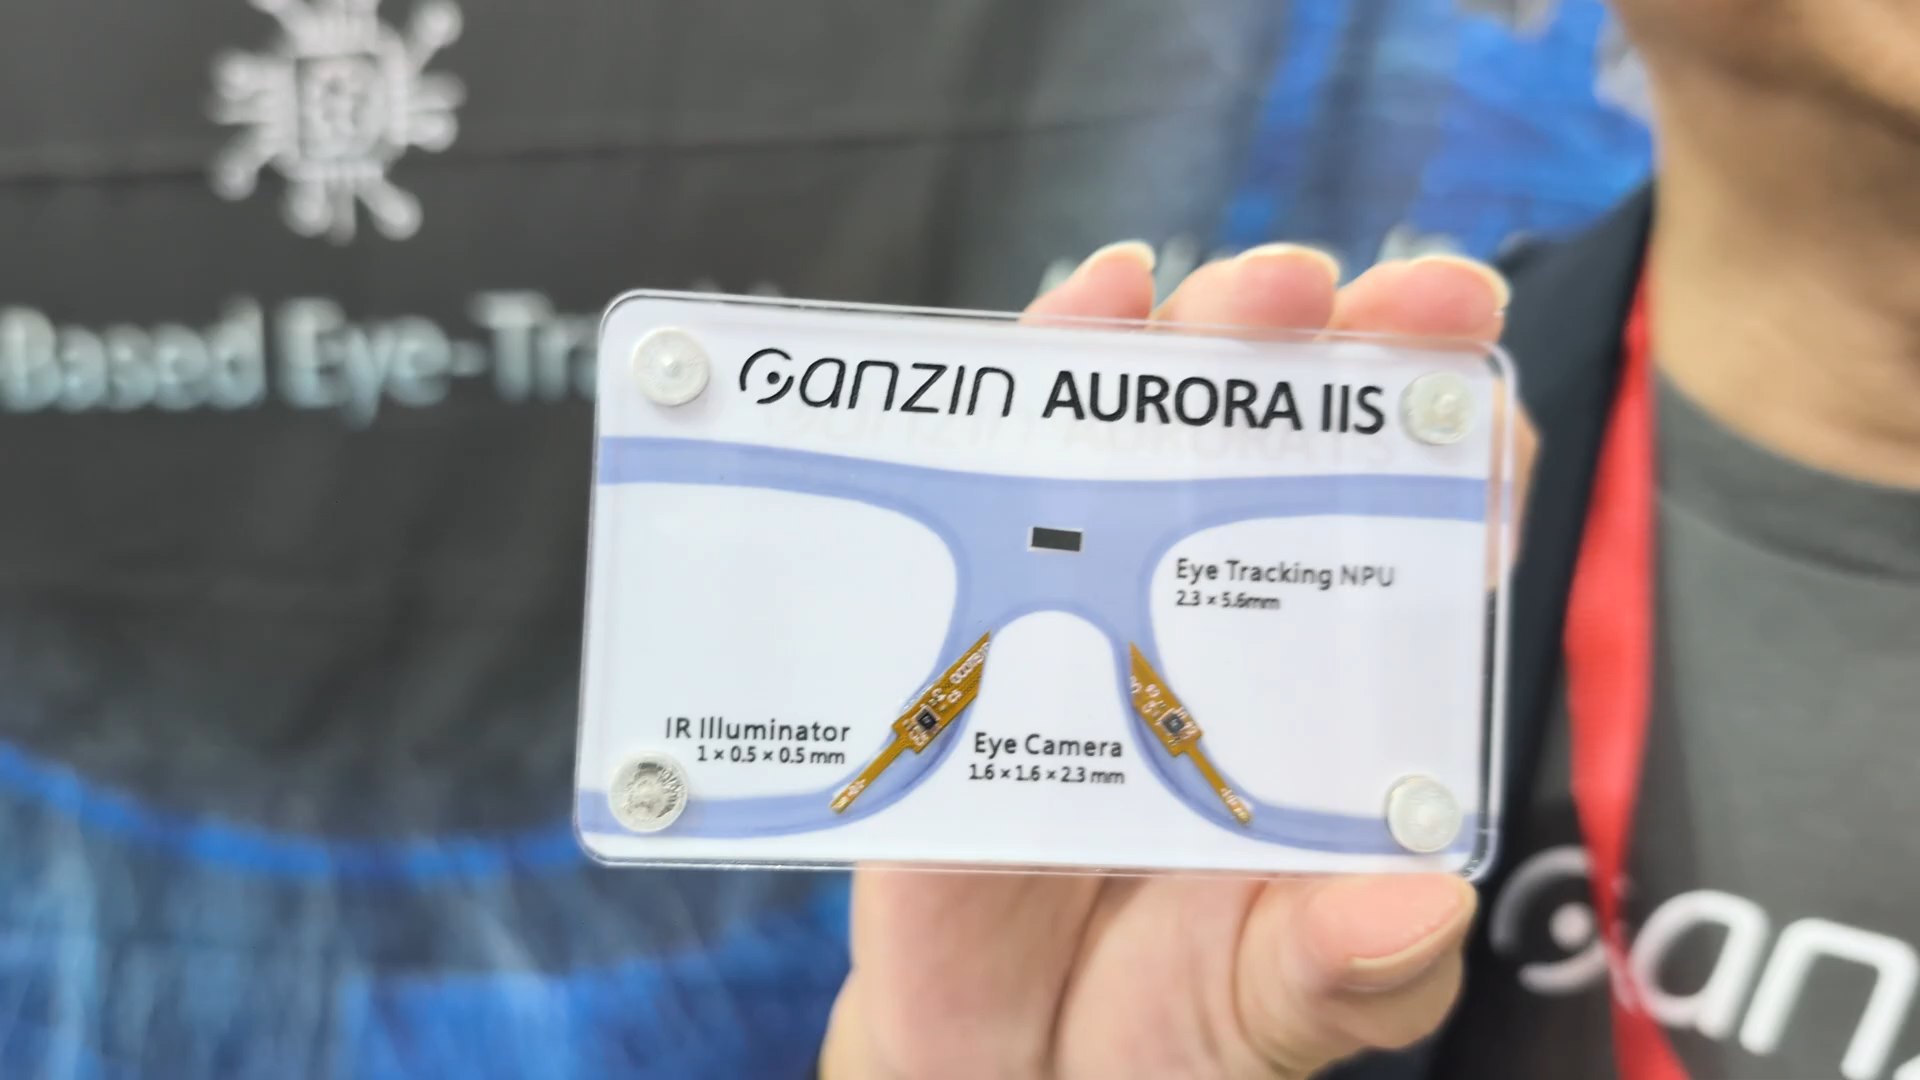 Based Eye-Tra
Ganzin AURORA IIS
Eye Tracking NPU
2.3 × 5.6mm
IR Illuminator
1 × 0.5 × 0.5 mm
Eye Camera
1.6 × 1.6 × 2.3 mm
Ganz